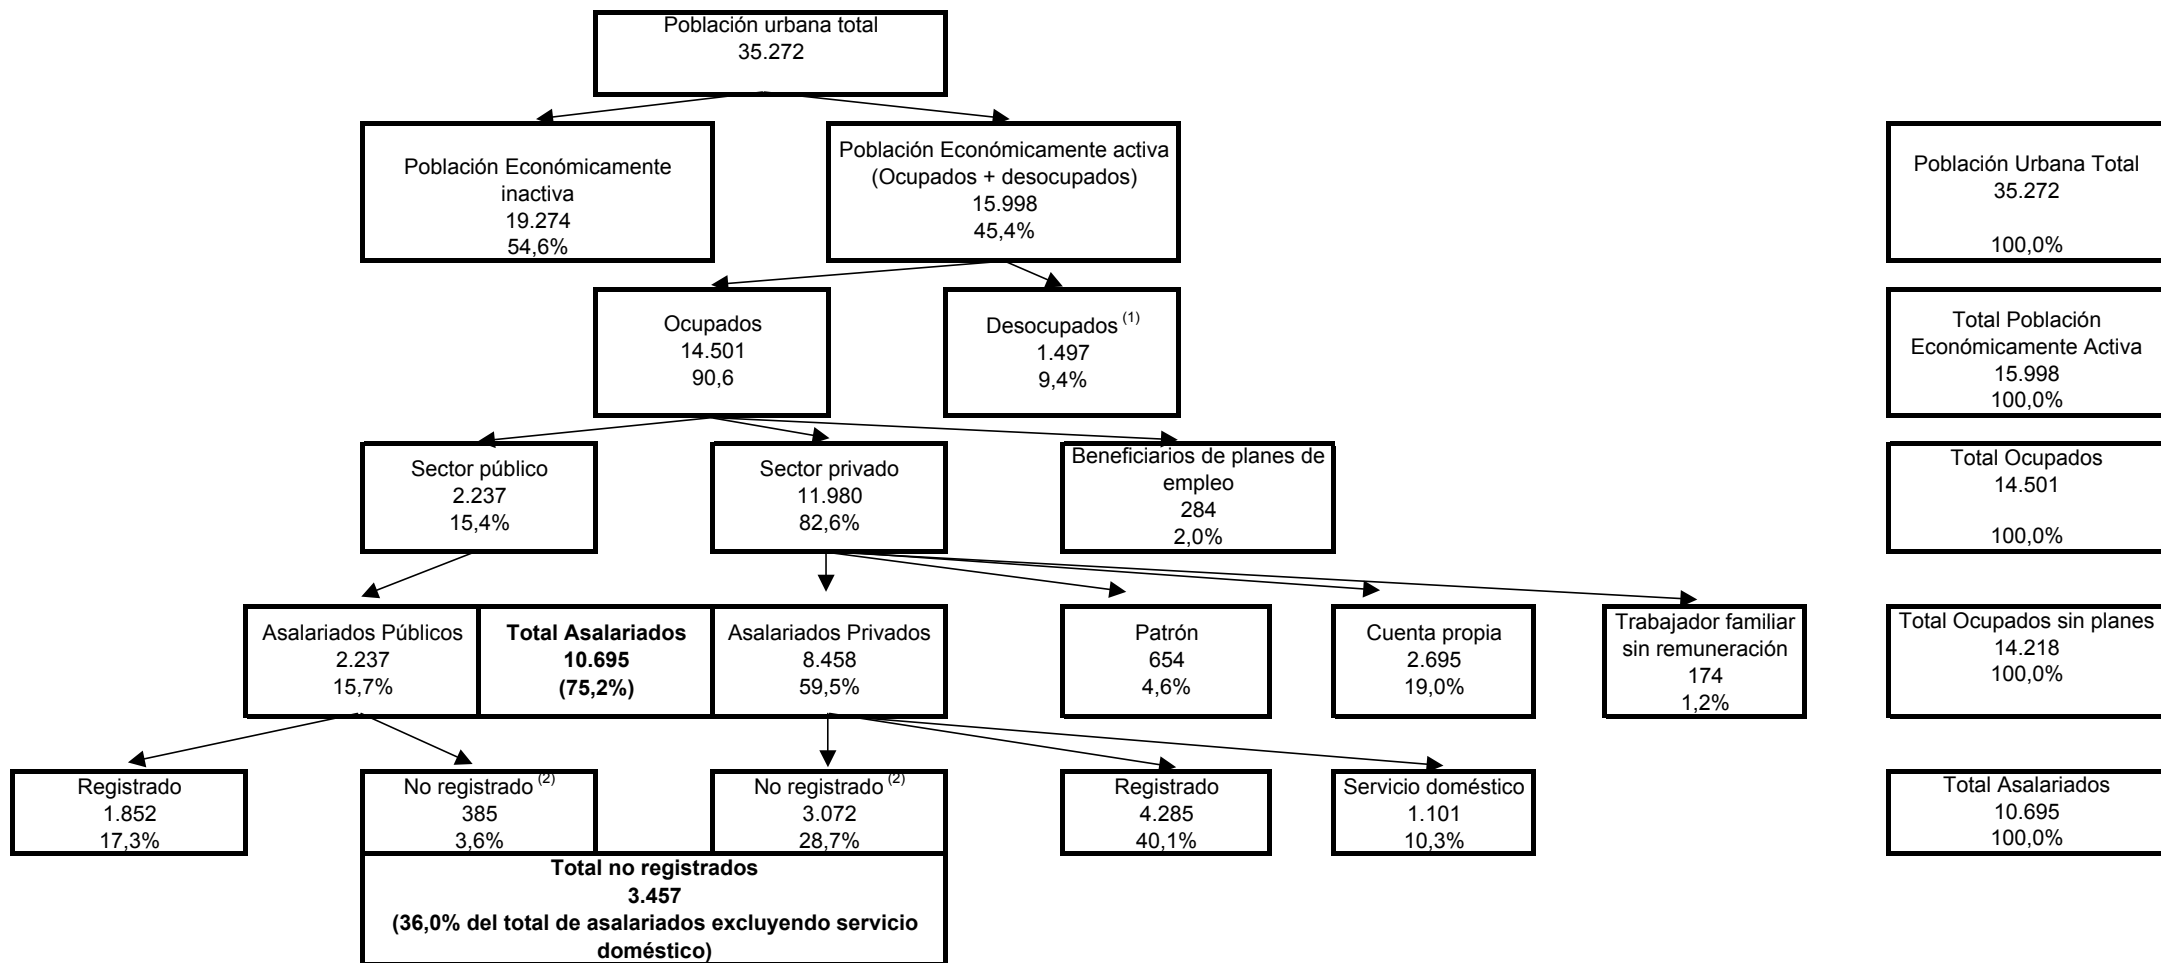 Población urbana total
35.272
Población Económicamente
inactiva
19.274
54,6%
Población Económicamente activa
(Ocupados + desocupados)
15.998
45,4%
Población Urbana Total
35.272
100,0%
Ocupados
14.501
90,6
Desocupados (1)
1.497
9,4%
Total Población
Económicamente Activa
15.998
100,0%
Sector público
2.237
15,4%
Sector privado
11.980
82,6%
Beneficiarios de planes de
empleo
284
2,0%
Total Ocupados
14.501
100,0%
Asalariados Públicos
2.237
15,7%
Total Asalariados
10.695
(75,2%)
Asalariados Privados
8.458
59,5%
Patrón
654
4,6%
Cuenta propia
2.695
19,0%
Trabajador familiar
sin remuneración
174
1,2%
Total Ocupados sin planes
14.218
100,0%
Registrado
1.852
17,3%
No registrado (2)
385
3,6%
No registrado (2)
3.072
28,7%
Registrado
4.285
40,1%
Servicio doméstico
1.101
10,3%
Total Asalariados
10.695
100,0%
Total no registrados
3.457
(36,0% del total de asalariados excluyendo servicio
doméstico)